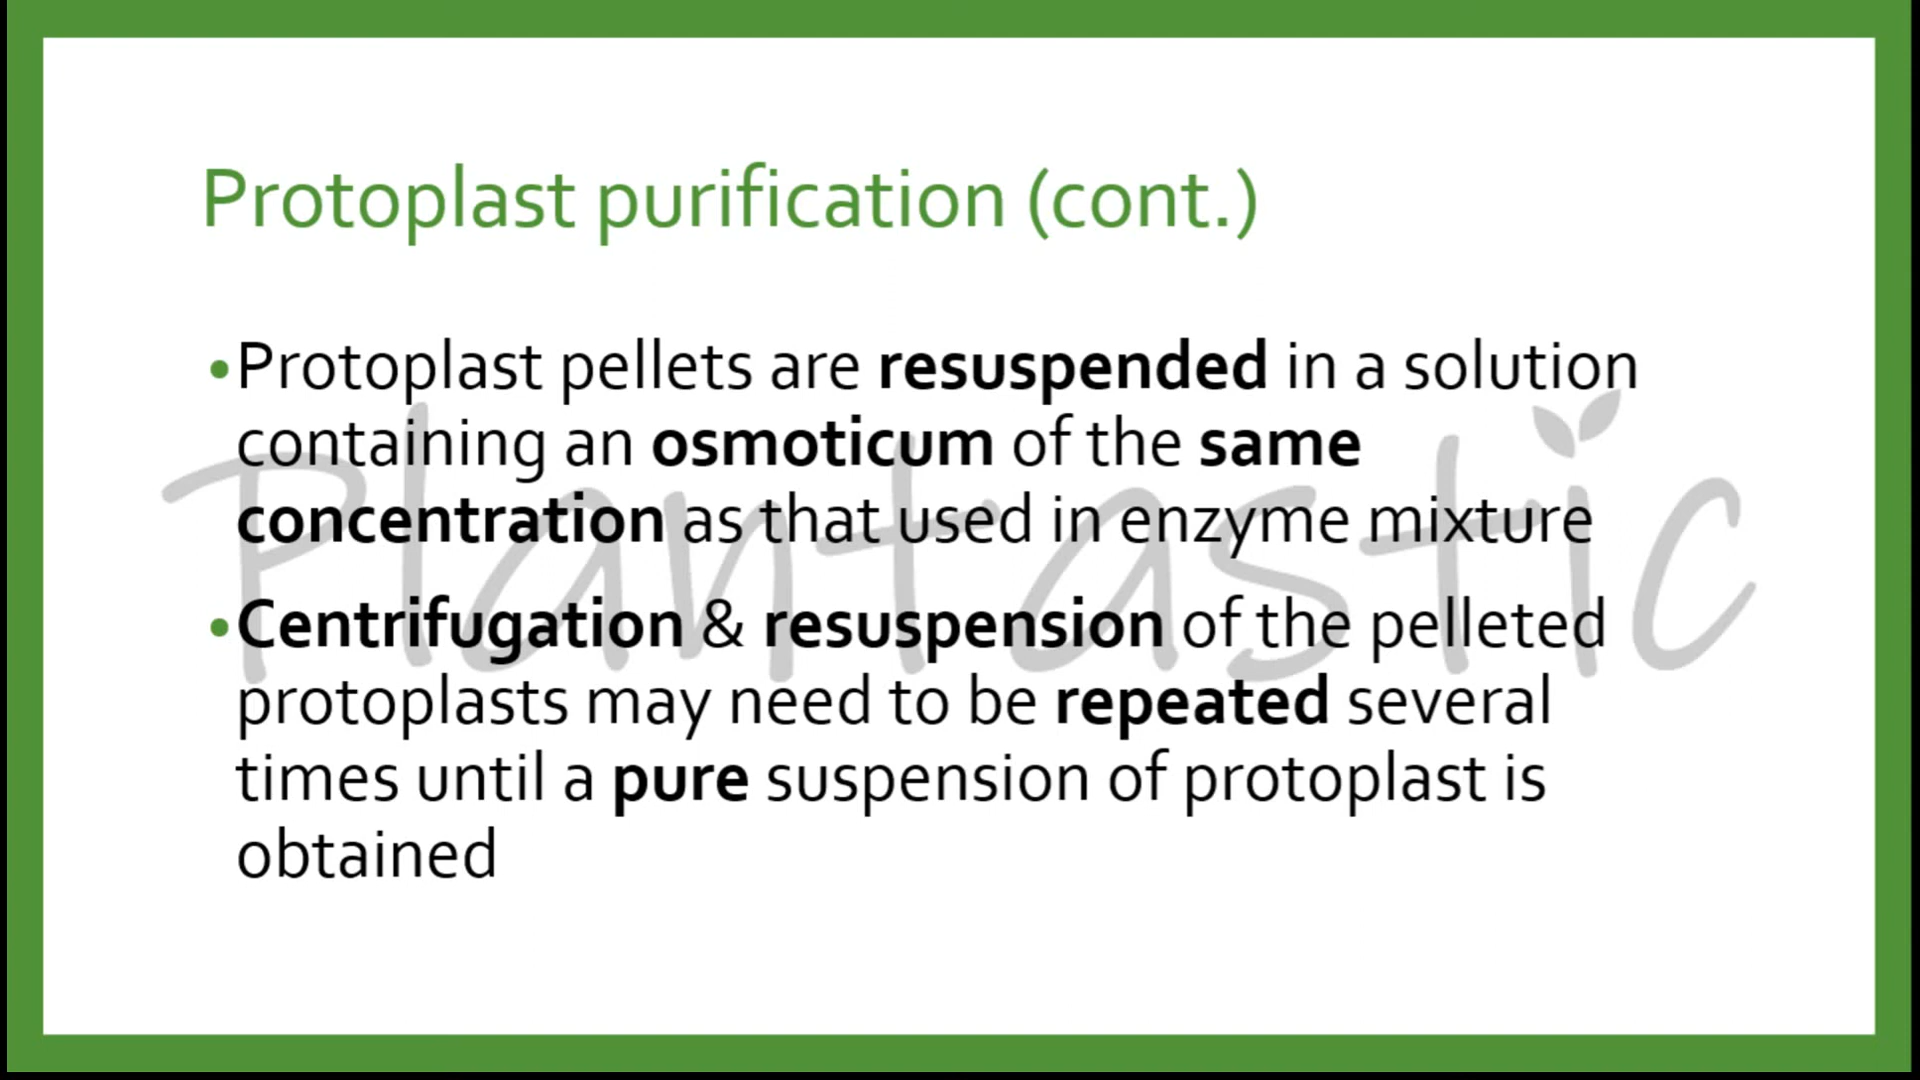 Protoplast purification (cont.)
•Protoplast pellets are resuspended in a solution
containing an osmoticum of the same
concentration as that used in enzyme mixture
•Centrifugation & resuspension of the pelleted
protoplasts may need to be repeated several
times until a pure suspension of protoplast is
obtained
Plantastic